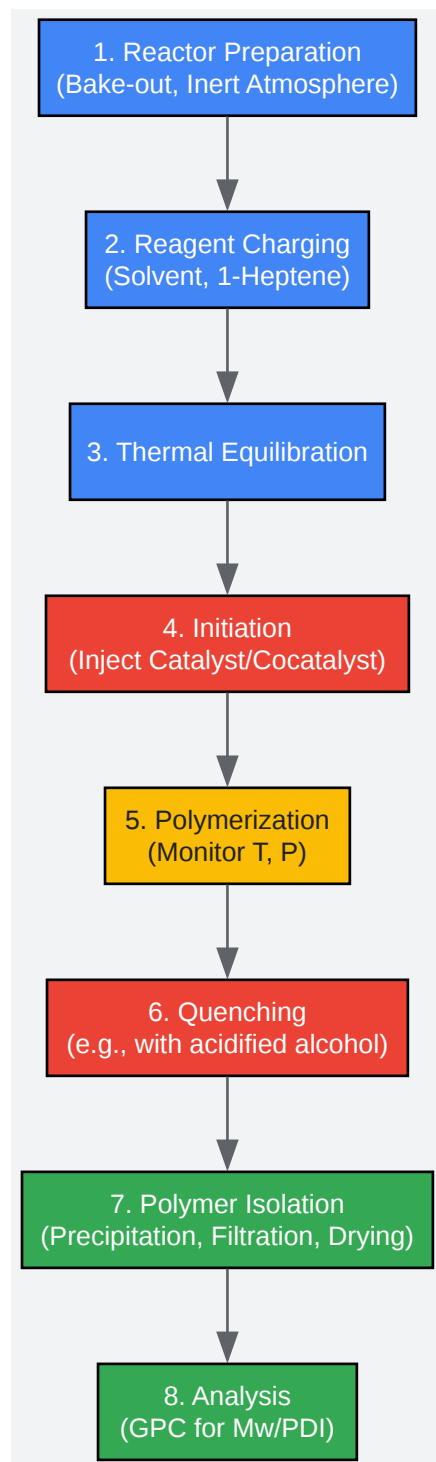 1. Reactor Preparation
(Bake-out, Inert Atmosphere)
2. Reagent Charging
(Solvent, 1-Heptene)
3. Thermal Equilibration
4. Initiation
(Inject Catalyst/Cocatalyst)
5. Polymerization
(Monitor T, P)
6. Quenching
(e.g., with acidified alcohol)
7. Polymer Isolation
(Precipitation, Filtration, Drying)
8. Analysis
(GPC for Mw/PDI)